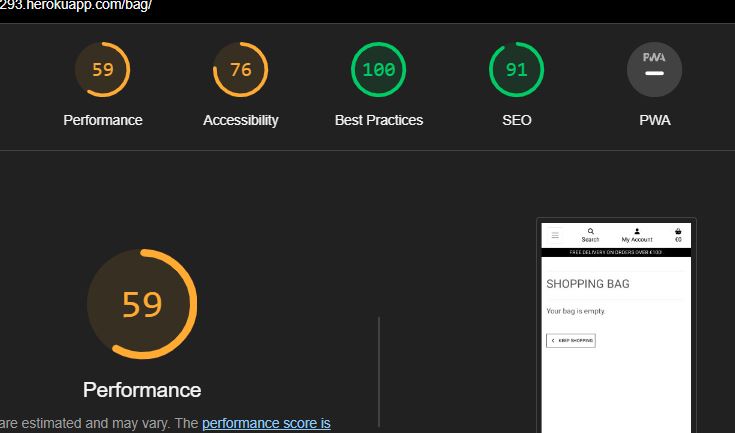 293.herokuapp.com/bag/
59
76
100
91
PWA
Performance
Accessibility
Best Practices
SEO
PWA
59
Performance
are estimated and may vary. The performance score is
Search
My Account
€0
FREE DELIVERY ON ORDERS OVER €100!
SHOPPING BAG
Your bag is empty.
KEEP SHOPPING